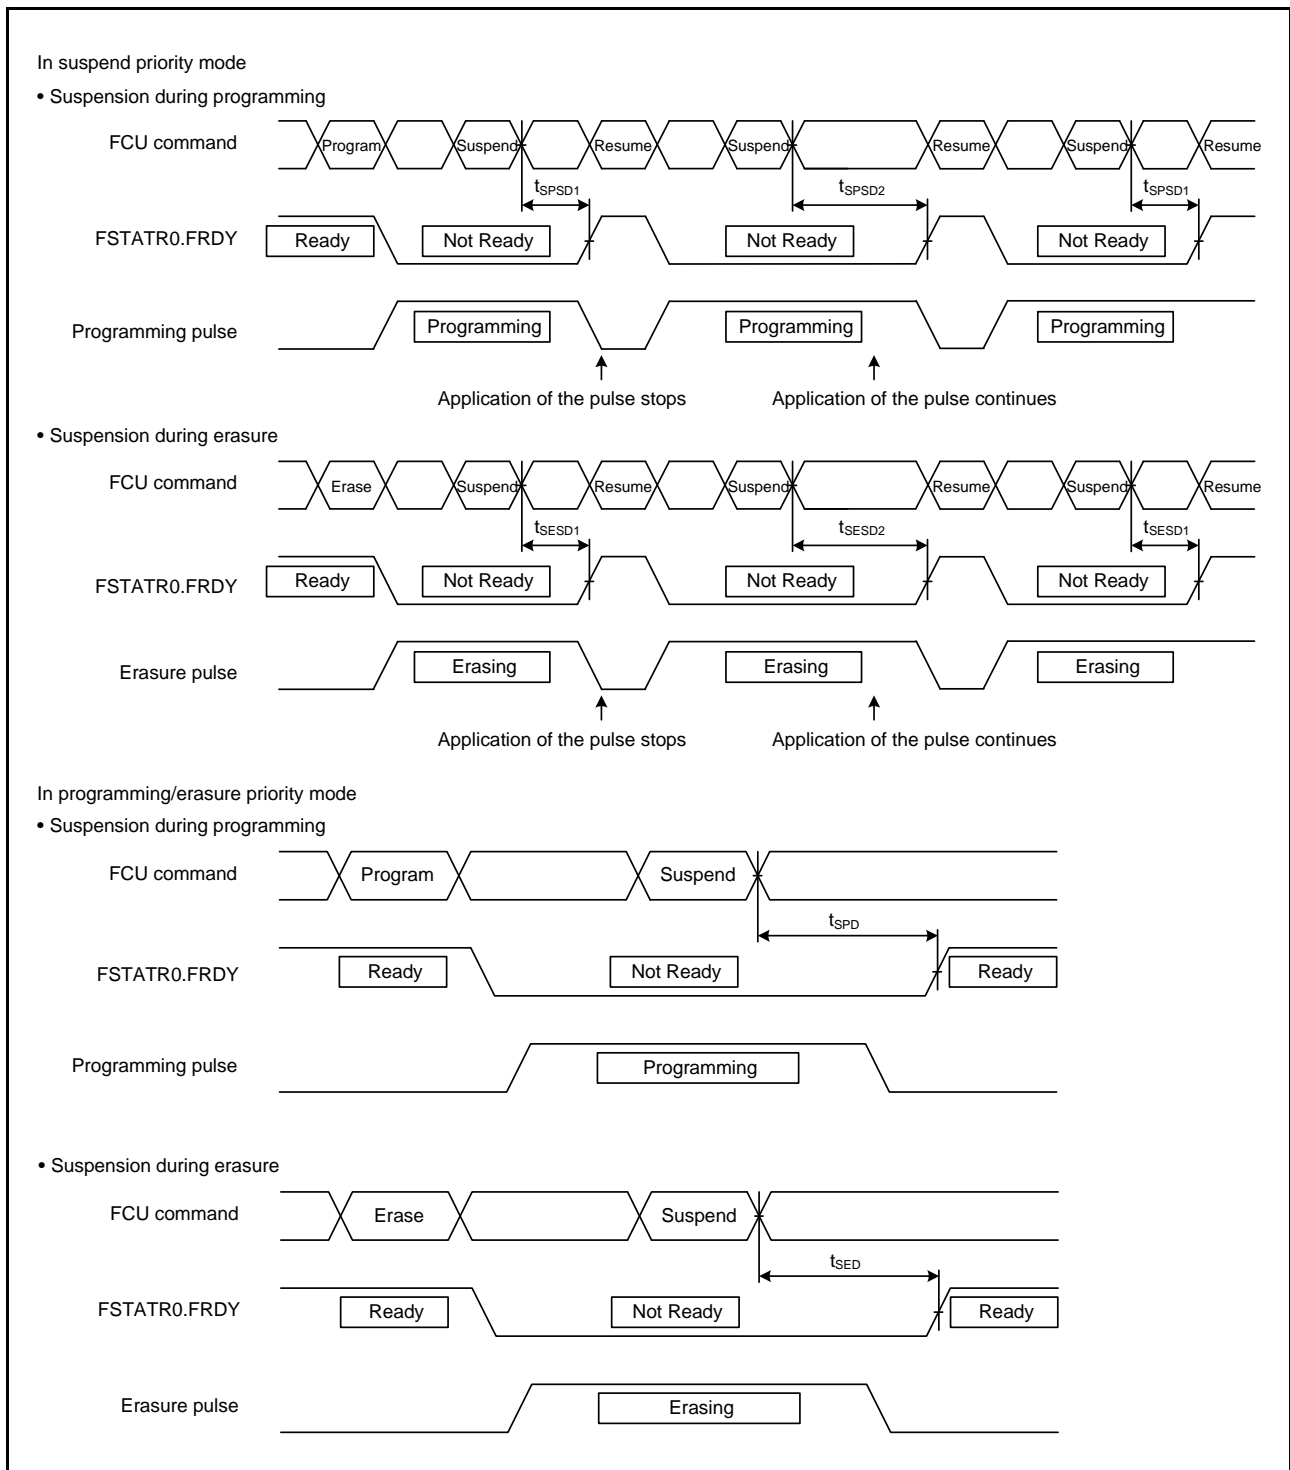 In suspend priority mode
• Suspension during programming
FCU command
Program
Suspend
Resume
Suspend
Resume
Suspend
Resume
tSPSD1
tSPSD2
tSPSD1
FSTATR0.FRDY
Ready
Not Ready
Not Ready
Not Ready
Programming pulse
Programming
Programming
Programming
Application of the pulse stops
Application of the pulse continues
• Suspension during erasure
FCU command
Erase
Suspend
Resume
Suspend
Resume
Suspend
Resume
tSESD1
tSESD2
tSESD1
FSTATR0.FRDY
Ready
Not Ready
Not Ready
Not Ready
Erasure pulse
Erasing
Erasing
Erasing
Application of the pulse stops
Application of the pulse continues
In programming/erasure priority mode
• Suspension during programming
FCU command
Program
Suspend
tSPD
FSTATR0.FRDY
Ready
Not Ready
Ready
Programming pulse
Programming
• Suspension during erasure
FCU command
Erase
Suspend
tSED
FSTATR0.FRDY
Ready
Not Ready
Ready
Erasure pulse
Erasing